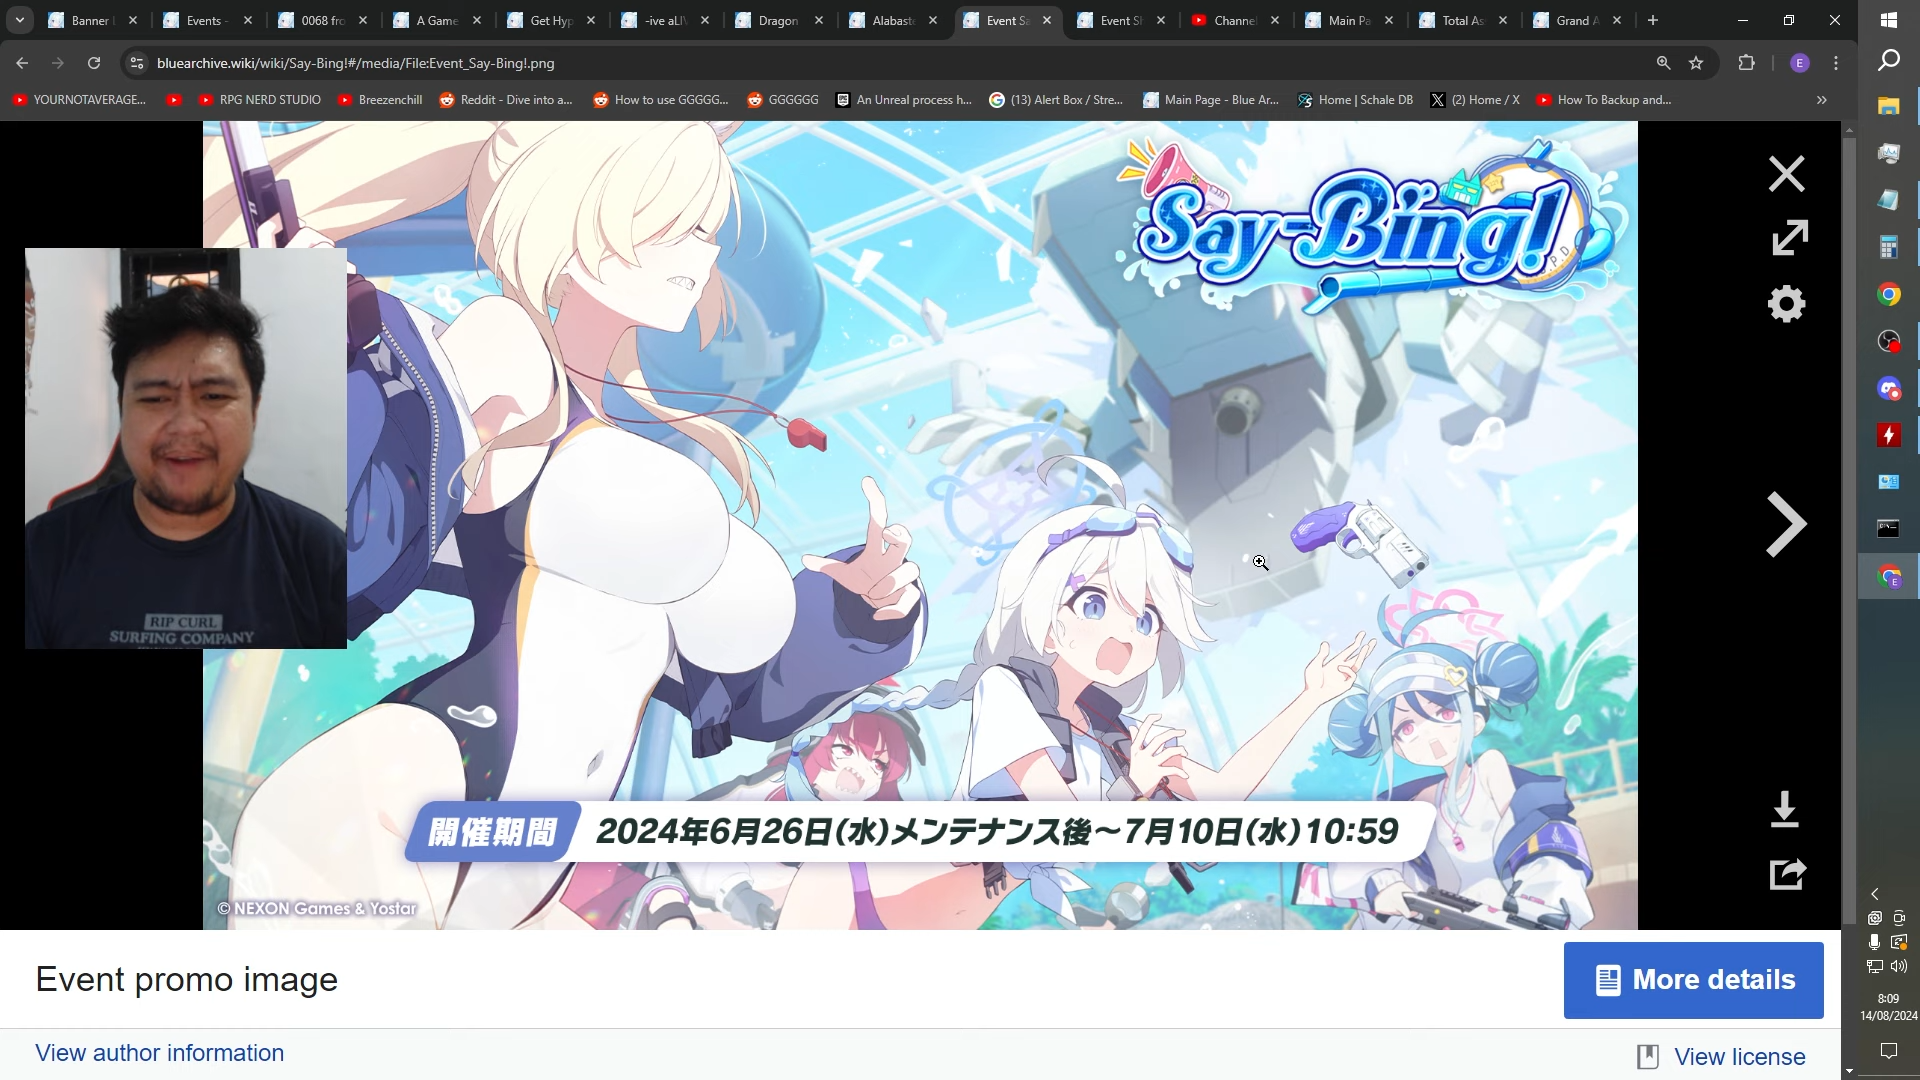 Banner
Events -
0068 fro
A Game
Get Hyp
-ive aLIV
Dragon
Alabaste
Event Sa
Event Sh
Channel
Main Pa
Total As
Grand A
bluearchive.wiki/wiki/Say-Bing!#/media/File:Event_Say-Bing!.png
E
YOURNOTAVERAGE...
RPG NERD STUDIO
Breezenchill
Reddit - Dive into a...
How to use GGGGG...
GGGGGG
An Unreal process h...
(13) Alert Box / Stre...
Main Page - Blue Ar...
Home | Schale DB
(2) Home / X
How To Backup and...
Say-Bing!
RIP CURL
SURFING COMPANY
開催期間
2024年6月26日(水)メンテナンス後～7月10日(水)10:59
© NEXON Games & Yostar
Event promo image
More details
View author information
View license
8:09
14/08/2024